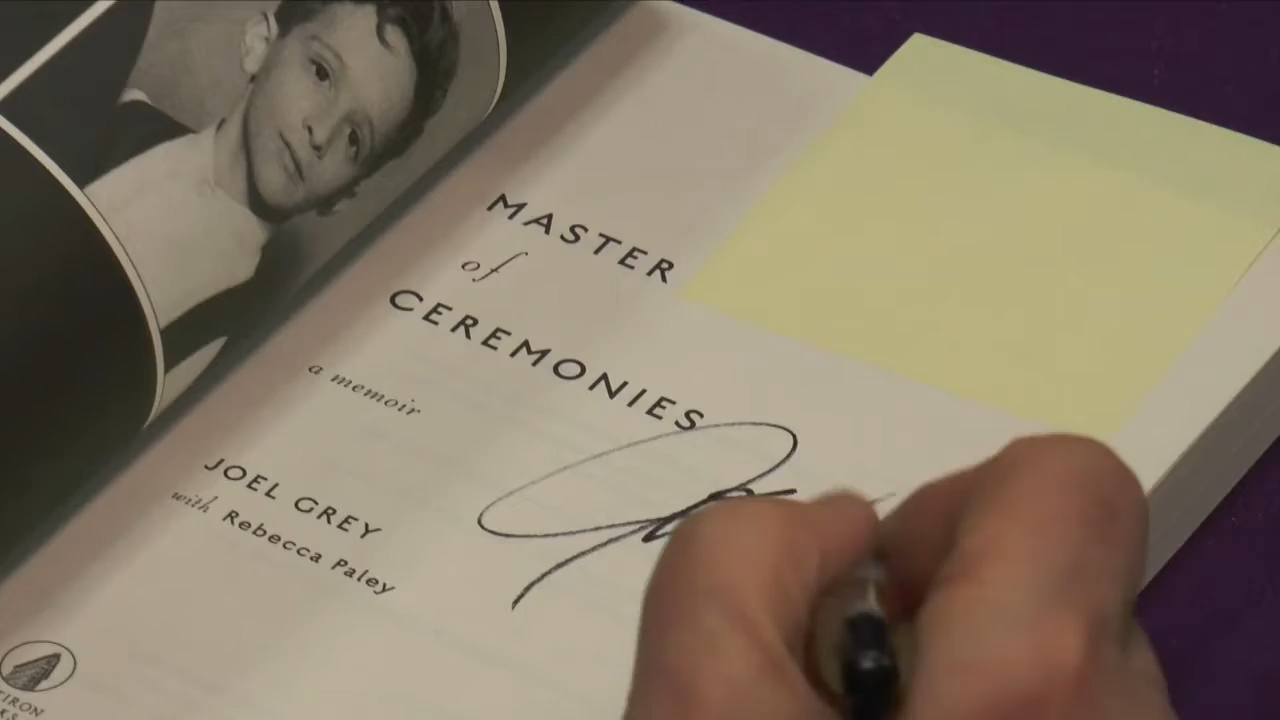 MASTER
of
CEREMONIES
a memoir
JOEL GREY
with Rebecca Paley